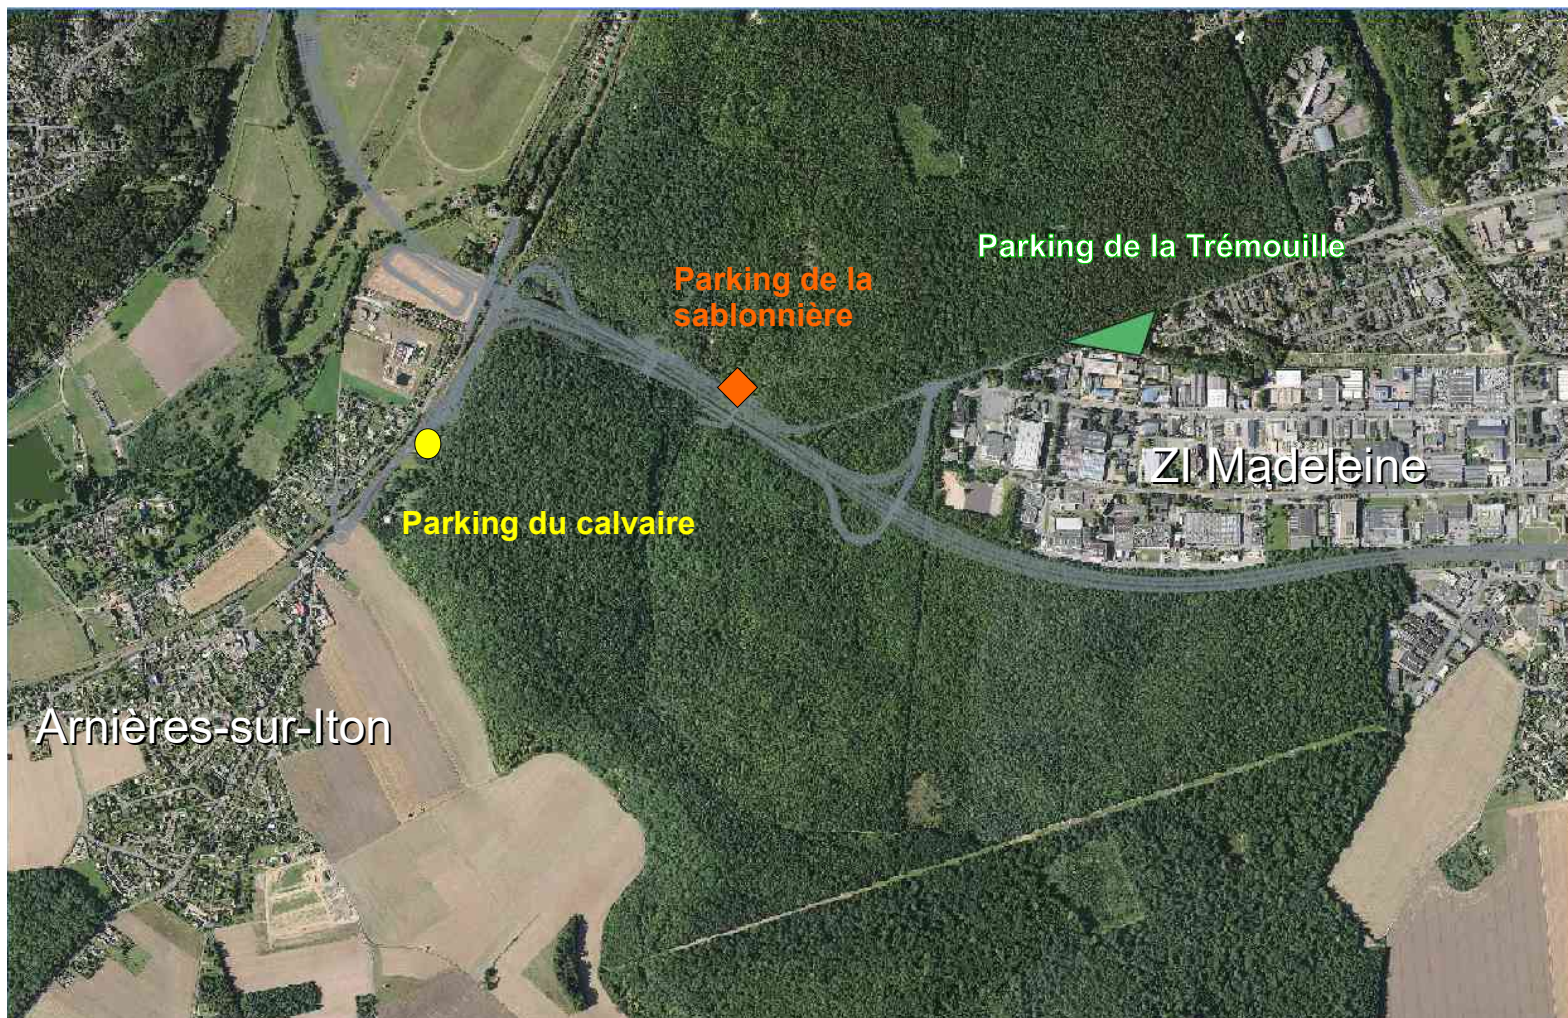 Parking de la Trémouille
Parking de la
sablonnière
ZI Madeleine
Parking du calvaire
Arnières-sur-Iton